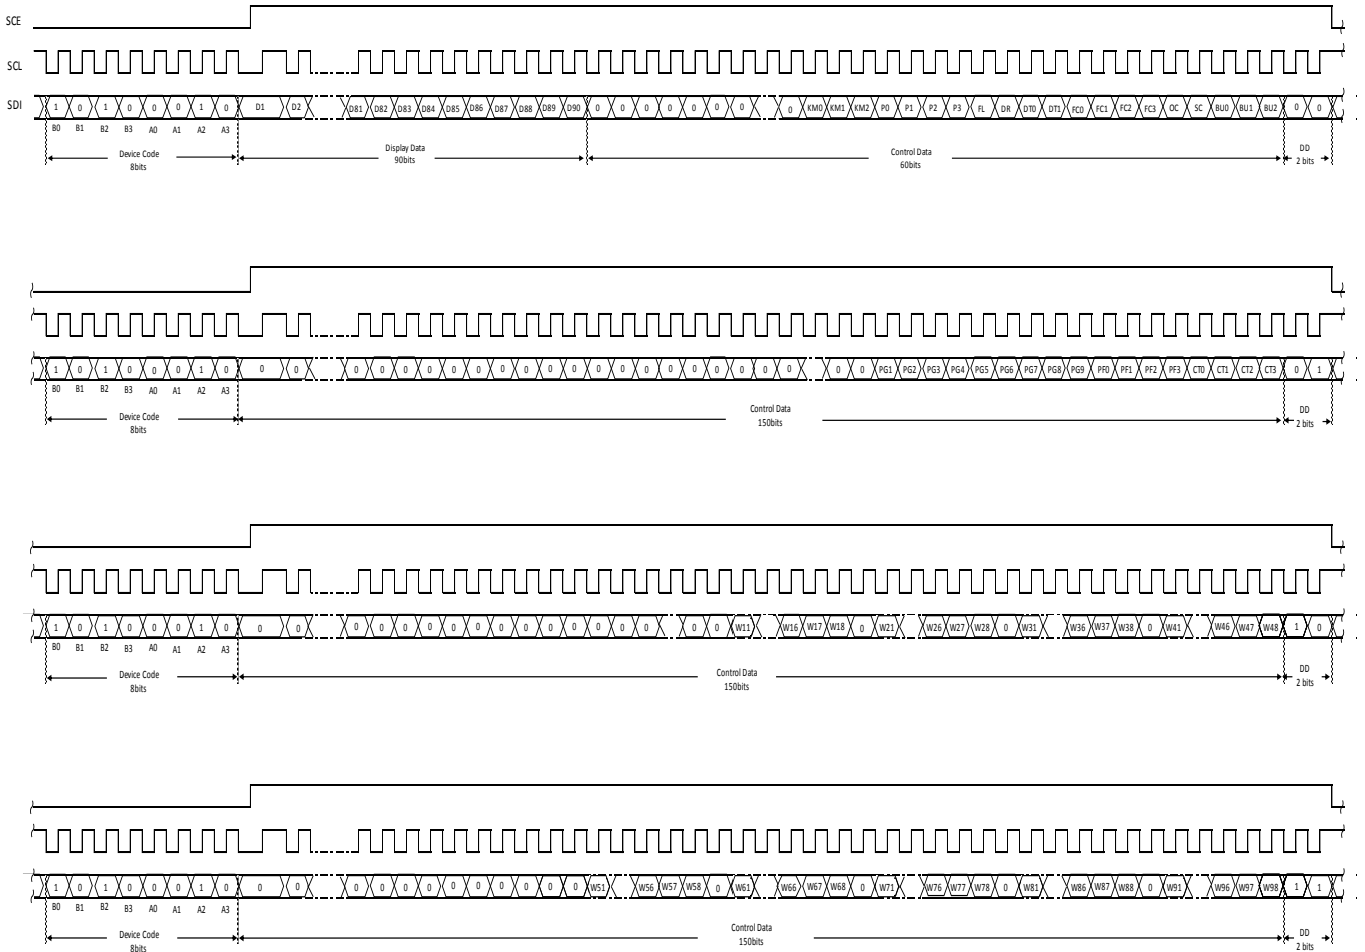 SCE
SCL
SDI 1 0 1 0 0 0 1 0 D1 D2 D81 D82 D83 D84 D85 D86 D87 D88 D89 D90 0 0 0 0 0 0 0 0 KM0 KM1 KM2 P0 P1 P2 P3 FL DR DT0 DT1 FC0 FC1 FC2 FC3 OC SC BU0 BU1 BU2 0 0
B0 B1 B2 B3 A0 A1 A2 A3
Device Code Display Data Control Data DD
8bits 90bits 60bits 2 bits
1 0 1 0 0 0 1 0 0 0 0 0 0 0 0 0 0 0 0 0 0 0 0 0 0 0 0 0 0 0 0 0 PG1 PG2 PG3 PG4 PG5 PG6 PG7 PG8 PG9 PF0 PF1 PF2 PF3 CT0 CT1 CT2 CT3 0 1
B0 B1 B2 B3 A0 A1 A2 A3
Device Code Control Data DD
8bits 150bits 2 bits
1 0 1 0 0 0 1 0 0 0 0 0 0 0 0 0 0 0 0 0 0 0 0 0 0 W11 W16 W17 W18 0 W21 W26 W27 W28 0 W31 W36 W37 W38 0 W41 W46 W47 W48 1 0
B0 B1 B2 B3 A0 A1 A2 A3
Device Code Control Data DD
8bits 150bits 2 bits
1 0 1 0 0 0 1 0 0 0 0 0 0 0 0 0 0 0 0 0 W51 W56 W57 W58 0 W61 W66 W67 W68 0 W71 W76 W77 W78 0 W81 W86 W87 W88 0 W91 W96 W97 W98 1 1
B0 B1 B2 B3 A0 A1 A2 A3
Device Code Control Data DD
8bits 150bits 2 bits